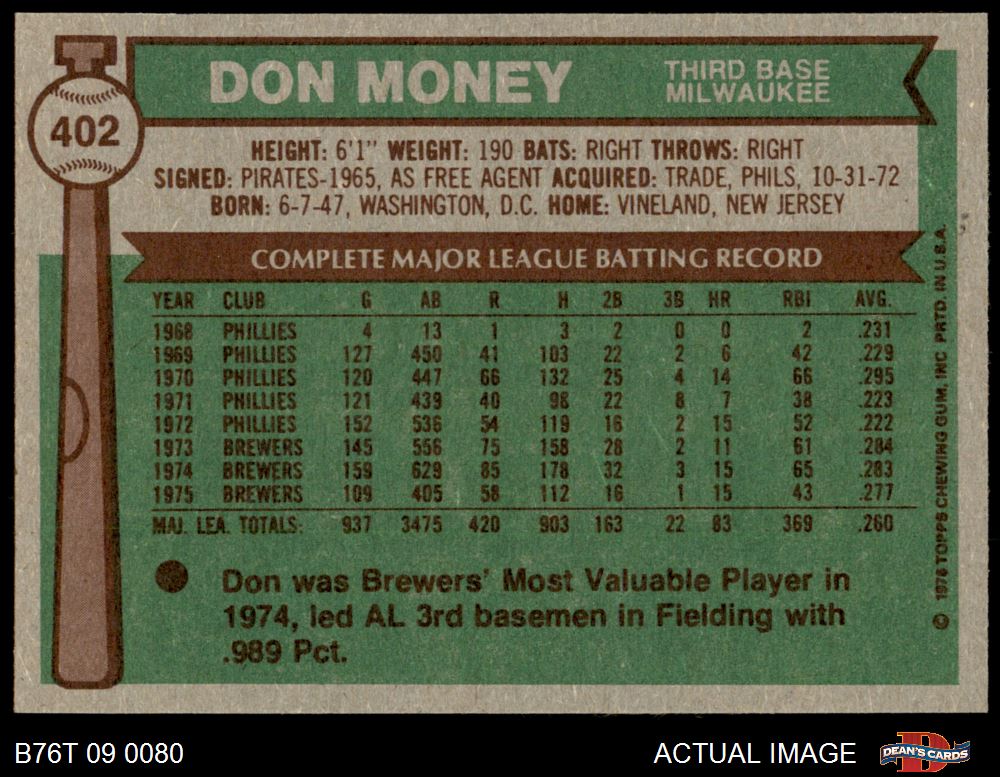 DON MONEY
THIRD BASE
MILWAUKEE
402
HEIGHT: 6'1" WEIGHT: 190 BATS: RIGHT THROWS: RIGHT
SIGNED: PIRATES-1965, AS FREE AGENT ACQUIRED: TRADE, PHILS, 10-31-72
BORN: 6-7-47, WASHINGTON, D.C. HOME: VINELAND, NEW JERSEY
COMPLETE MAJOR LEAGUE BATTING RECORD
YEAR CLUB G AB R H 2B 3B HR RBI AVG.
1968 PHILLIES 4 13 1 3 2 0 0 2 .231
1969 PHILLIES 127 450 41 103 22 2 6 42 .229
1970 PHILLIES 120 447 66 132 25 4 14 66 .295
1971 PHILLIES 121 439 40 98 22 8 7 38 .223
1972 PHILLIES 152 536 54 119 16 2 15 52 .222
1973 BREWERS 145 556 75 158 28 2 11 61 .284
1974 BREWERS 159 629 85 178 32 3 15 65 .283
1975 BREWERS 109 405 58 112 16 1 15 43 .277
MAJ. LEA. TOTALS: 937 3475 420 903 163 22 83 369 .260
Don was Brewers' Most Valuable Player in
1974, led AL 3rd basemen in Fielding with
.989 Pct.
© 1976 TOPPS CHEWING GUM, INC PRTD. IN U.S.A.
B76T 09 0080
ACTUAL IMAGE
D
DEAN'S CARDS